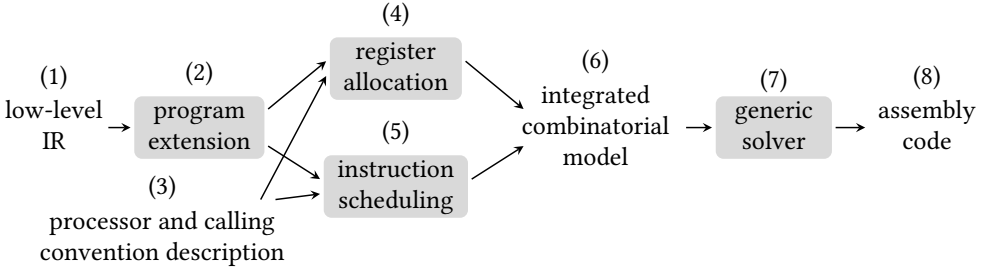 (1)
low-level
IR
(2)
program
extension
(3)
processor and calling
convention description
(4)
register
allocation
(5)
instruction
scheduling
(6)
integrated
combinatorial
model
(7)
generic
solver
(8)
assembly
code